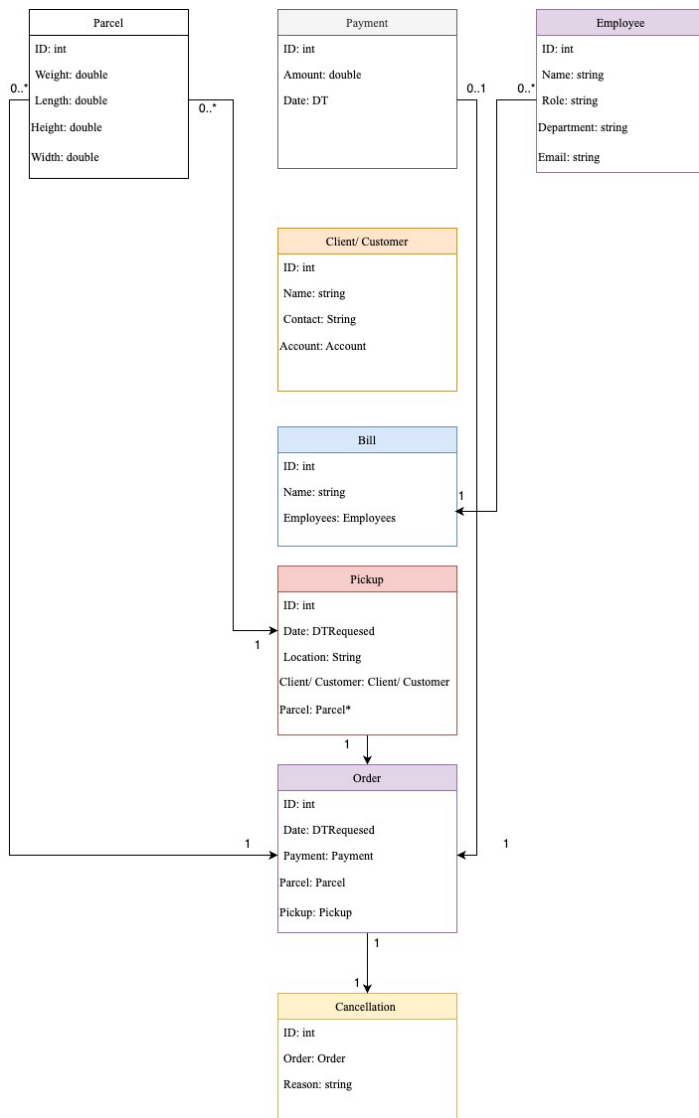 Parcel
ID: int
Weight: double
Length: double
Height: double
Width: double
Payment
ID: int
Amount: double
Date: DT
Employee
ID: int
Name: string
Role: string
Department: string
Email: string
0..*
0..*
0..1
0..*
Client/ Customer
ID: int
Name: string
Contact: String
Account: Account
Bill
ID: int
Name: string
Employees: Employees
1
Pickup
ID: int
Date: DTRequesed
Location: String
Client/ Customer: Client/ Customer
Parcel: Parcel*
1
1
Order
ID: int
Date: DTRequesed
Payment: Payment
Parcel: Parcel
Pickup: Pickup
1
1
1
1
Cancellation
ID: int
Order: Order
Reason: string